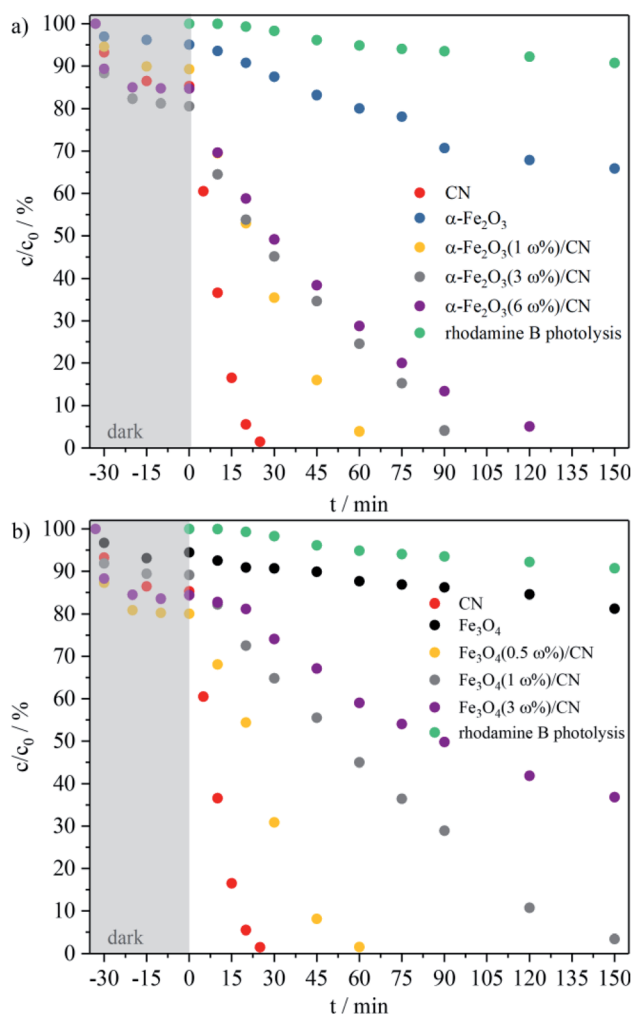 a)
100
90
80
70
60
50
40
30
20
10
0
c/c₀ / %
dark
CN
α-Fe₂O₃
α-Fe₂O₃(1 ω%)/CN
α-Fe₂O₃(3 ω%)/CN
α-Fe₂O₃(6 ω%)/CN
rhodamine B photolysis
-30 -15 0 15 30 45 60 75 90 105 120 135 150
t / min
b)
100
90
80
70
60
50
40
30
20
10
0
c/c₀ / %
dark
CN
Fe₃O₄
Fe₃O₄(0.5 ω%)/CN
Fe₃O₄(1 ω%)/CN
Fe₃O₄(3 ω%)/CN
rhodamine B photolysis
-30 -15 0 15 30 45 60 75 90 105 120 135 150
t / min